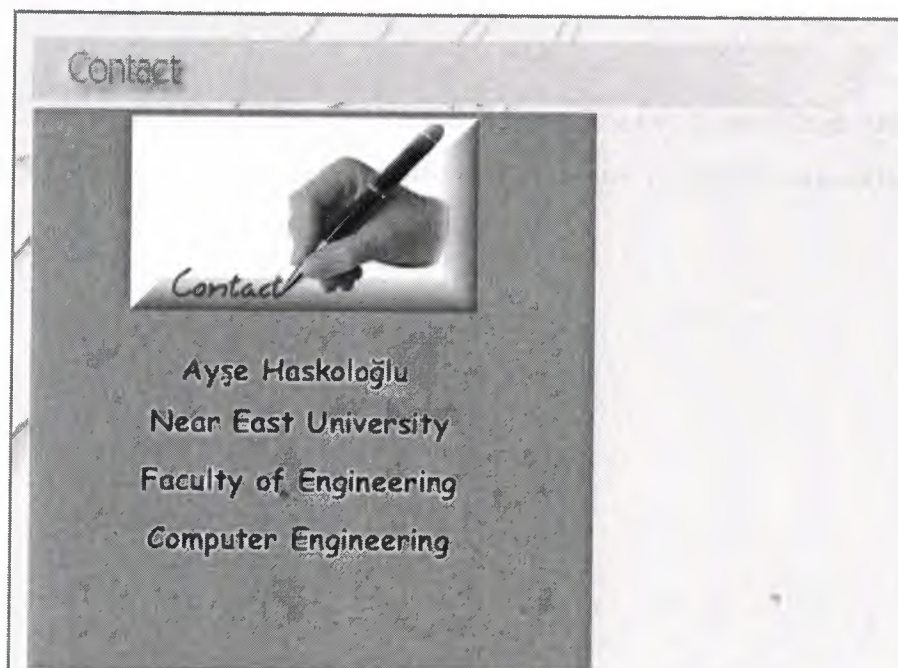 Contact
Contact
Ayşe Haskoloğlu
Near East University
Faculty of Engineering
Computer Engineering